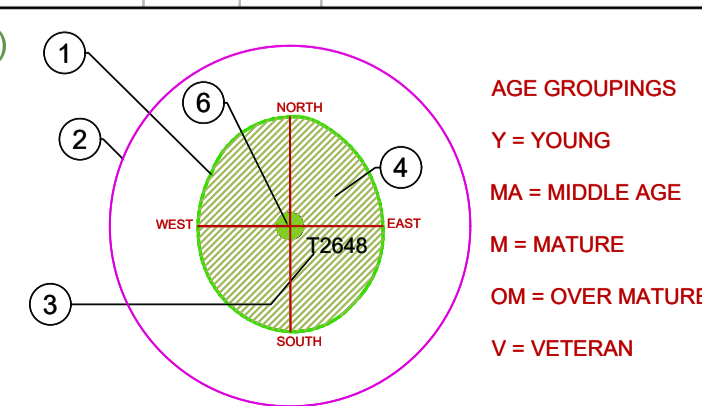 1
6
2
NORTH
4
WEST
EAST
T2648
3
SOUTH
AGE GROUPINGS
Y = YOUNG
MA = MIDDLE AGE
M = MATURE
OM = OVER MATURE
V = VETERAN